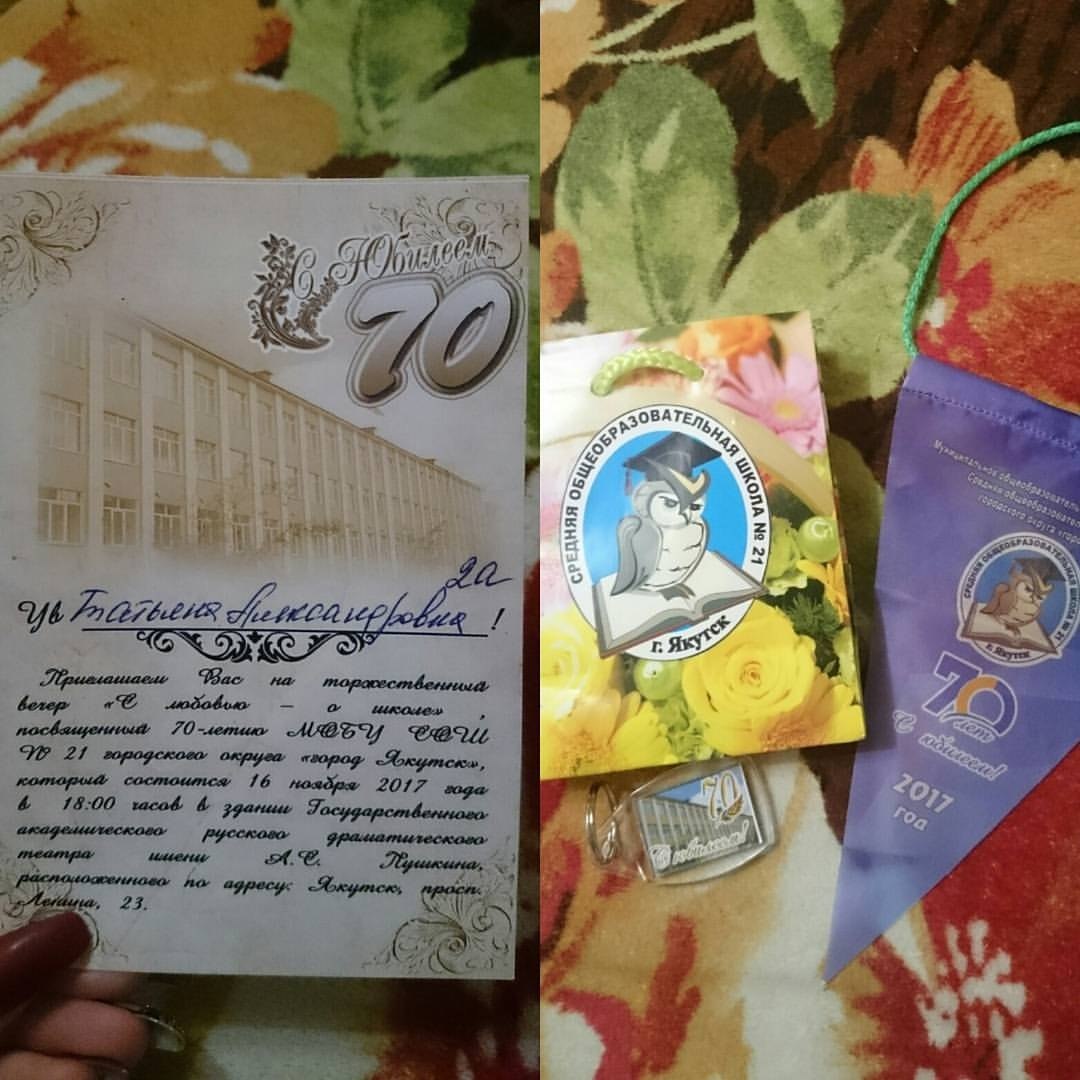 С Юбилеем
70
2а
Ув Татьяна Александровна !
Приглашаем Вас на торжественный
вечер «С любовью – о школе» ,
посвященный 70-летию МОБУ СОШ
№ 21 городского округа «город Якутск»,
который состоится 16 ноября 2017 года
в 18:00 часов в здании Государственного
академического русского драматического
театра имени А.С. Пушкина,
расположенного по адресу: Якутск, просп.
Ленина, 23.
СРЕДНЯЯ ОБЩЕОБРАЗОВАТЕЛЬНАЯ ШКОЛА № 21
г. Якутск
70
С юбилеем!
Муниципальное
Средняя
городского округа
СРЕДНЯЯ ОБЩЕОБРАЗОВАТЕЛЬНАЯ ШКОЛА № 21
г. Якутск
70
лет
С юбилеем!
2017
год